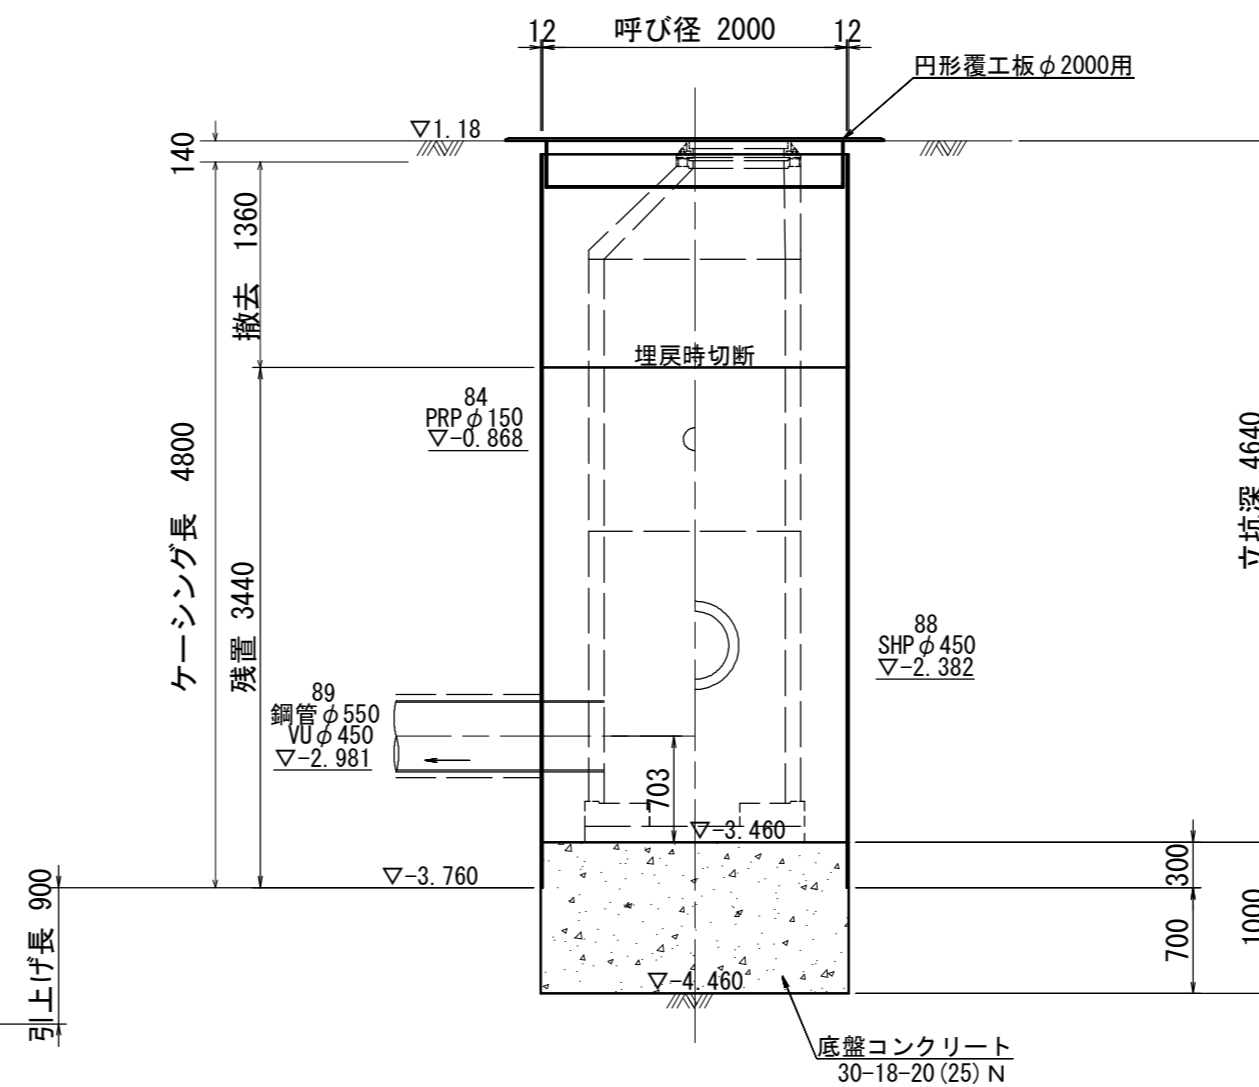 12
呼び径 2000
12
円形覆工板φ2000用
▽1.18
140
撤去 1360
埋戻時切断
84
PRPφ150
▽-0.868
ケーシング長 4800
残置 3440
立坑深 4640
88
SHPφ450
▽-2.382
89
鋼管φ550
VUφ450
▽-2.981
703
▽-3.460
▽-3.760
300
700
1000
引上げ長 900
▽-4.460
底盤コンクリート
30-18-20(25)N